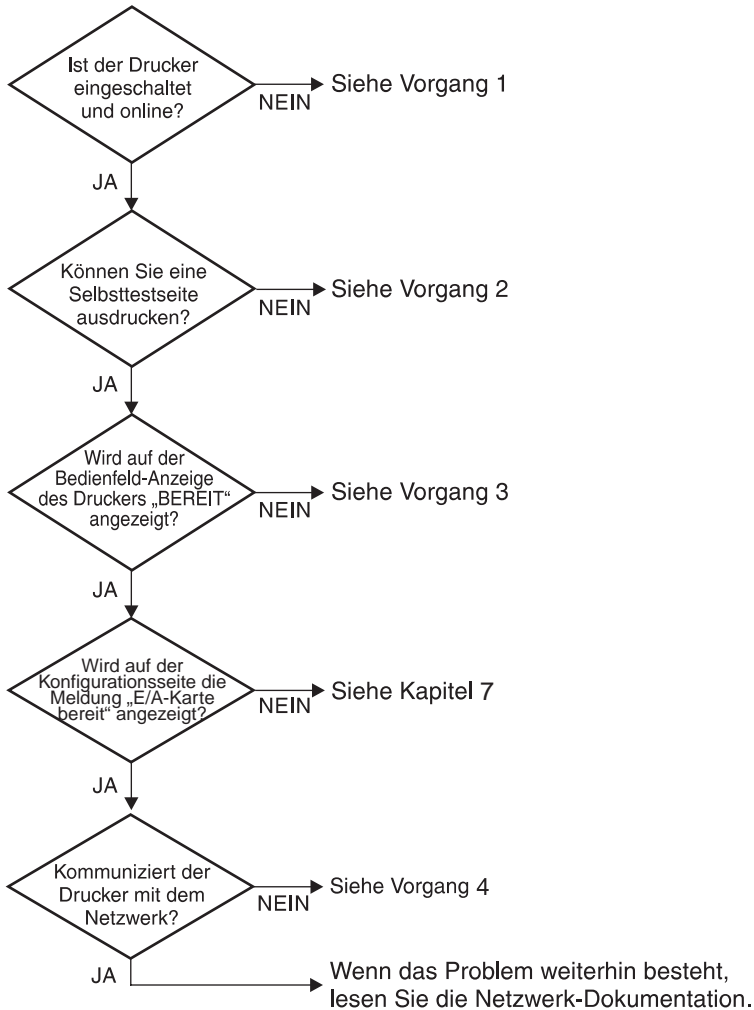 Ist der Drucker
eingeschaltet
und online?
NEIN
Siehe Vorgang 1
JA
Können Sie eine
Selbsttestseite
ausdrucken?
NEIN
Siehe Vorgang 2
JA
Wird auf der
Bedienfeld-Anzeige
des Druckers „BEREIT“
angezeigt?
NEIN
Siehe Vorgang 3
JA
Wird auf der
Konfigurationsseite die
Meldung „E/A-Karte
bereit“ angezeigt?
NEIN
Siehe Kapitel 7
JA
Kommuniziert der
Drucker mit dem
Netzwerk?
NEIN
Siehe Vorgang 4
JA
Wenn das Problem weiterhin besteht,
lesen Sie die Netzwerk-Dokumentation.